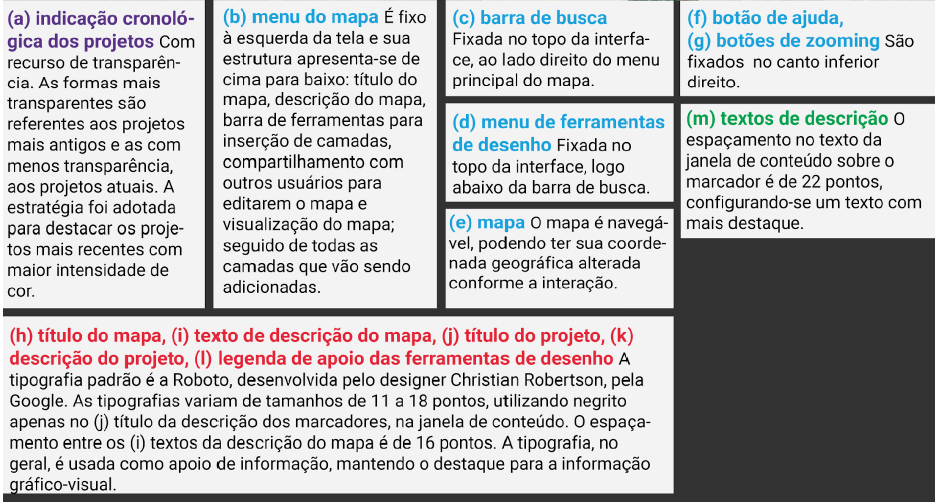 (a) indicação cronoló-
gica dos projetos Com
recurso de transparên-
cia. As formas mais
transparentes são
referentes aos projetos
mais antigos e as com
menos transparência,
aos projetos atuais. A
estratégia foi adotada
para destacar os proje-
tos mais recentes com
maior intensidade de
cor.
(b) menu do mapa É fixo
à esquerda da tela e sua
estrutura apresenta-se de
cima para baixo: título do
mapa, descrição do mapa,
barra de ferramentas para
inserção de camadas,
compartilhamento com
outros usuários para
editarem o mapa e
visualização do mapa;
seguido de todas as
camadas que vão sendo
adicionadas.
(c) barra de busca
Fixada no topo da interfa-
ce, ao lado direito do menu
principal do mapa.
(d) menu de ferramentas
de desenho Fixada no
topo da interface, logo
abaixo da barra de busca.
(e) mapa O mapa é navegá-
vel, podendo ter sua coorde-
nada geográfica alterada
conforme a interação.
(f) botão de ajuda,
(g) botões de zooming São
fixados no canto inferior
direito.
(m) textos de descrição O
espaçamento no texto da
janela de conteúdo sobre o
marcador é de 22 pontos,
configurando-se um texto com
mais destaque.
(h) título do mapa, (i) texto de descrição do mapa, (j) título do projeto, (k)
descrição do projeto, (l) legenda de apoio das ferramentas de desenho A
tipografia padrão é a Roboto, desenvolvida pelo designer Christian Robertson, pela
Google. As tipografias variam de tamanhos de 11 a 18 pontos, utilizando negrito
apenas no (j) título da descrição dos marcadores, na janela de conteúdo. O espaça-
mento entre os (i) textos da descrição do mapa é de 16 pontos. A tipografia, no
geral, é usada como apoio de informação, mantendo o destaque para a informação
gráfico-visual.